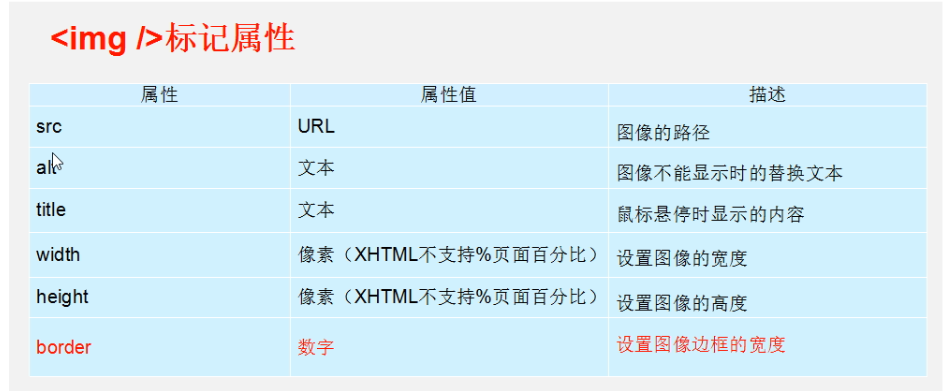 <img />标记属性
属性 属性值 描述
src URL 图像的路径
alt 文本 图像不能显示时的替换文本
title 文本 鼠标悬停时显示的内容
width 像素（XHTML不支持%页面百分比） 设置图像的宽度
height 像素（XHTML不支持%页面百分比） 设置图像的高度
border 数字 设置图像边框的宽度